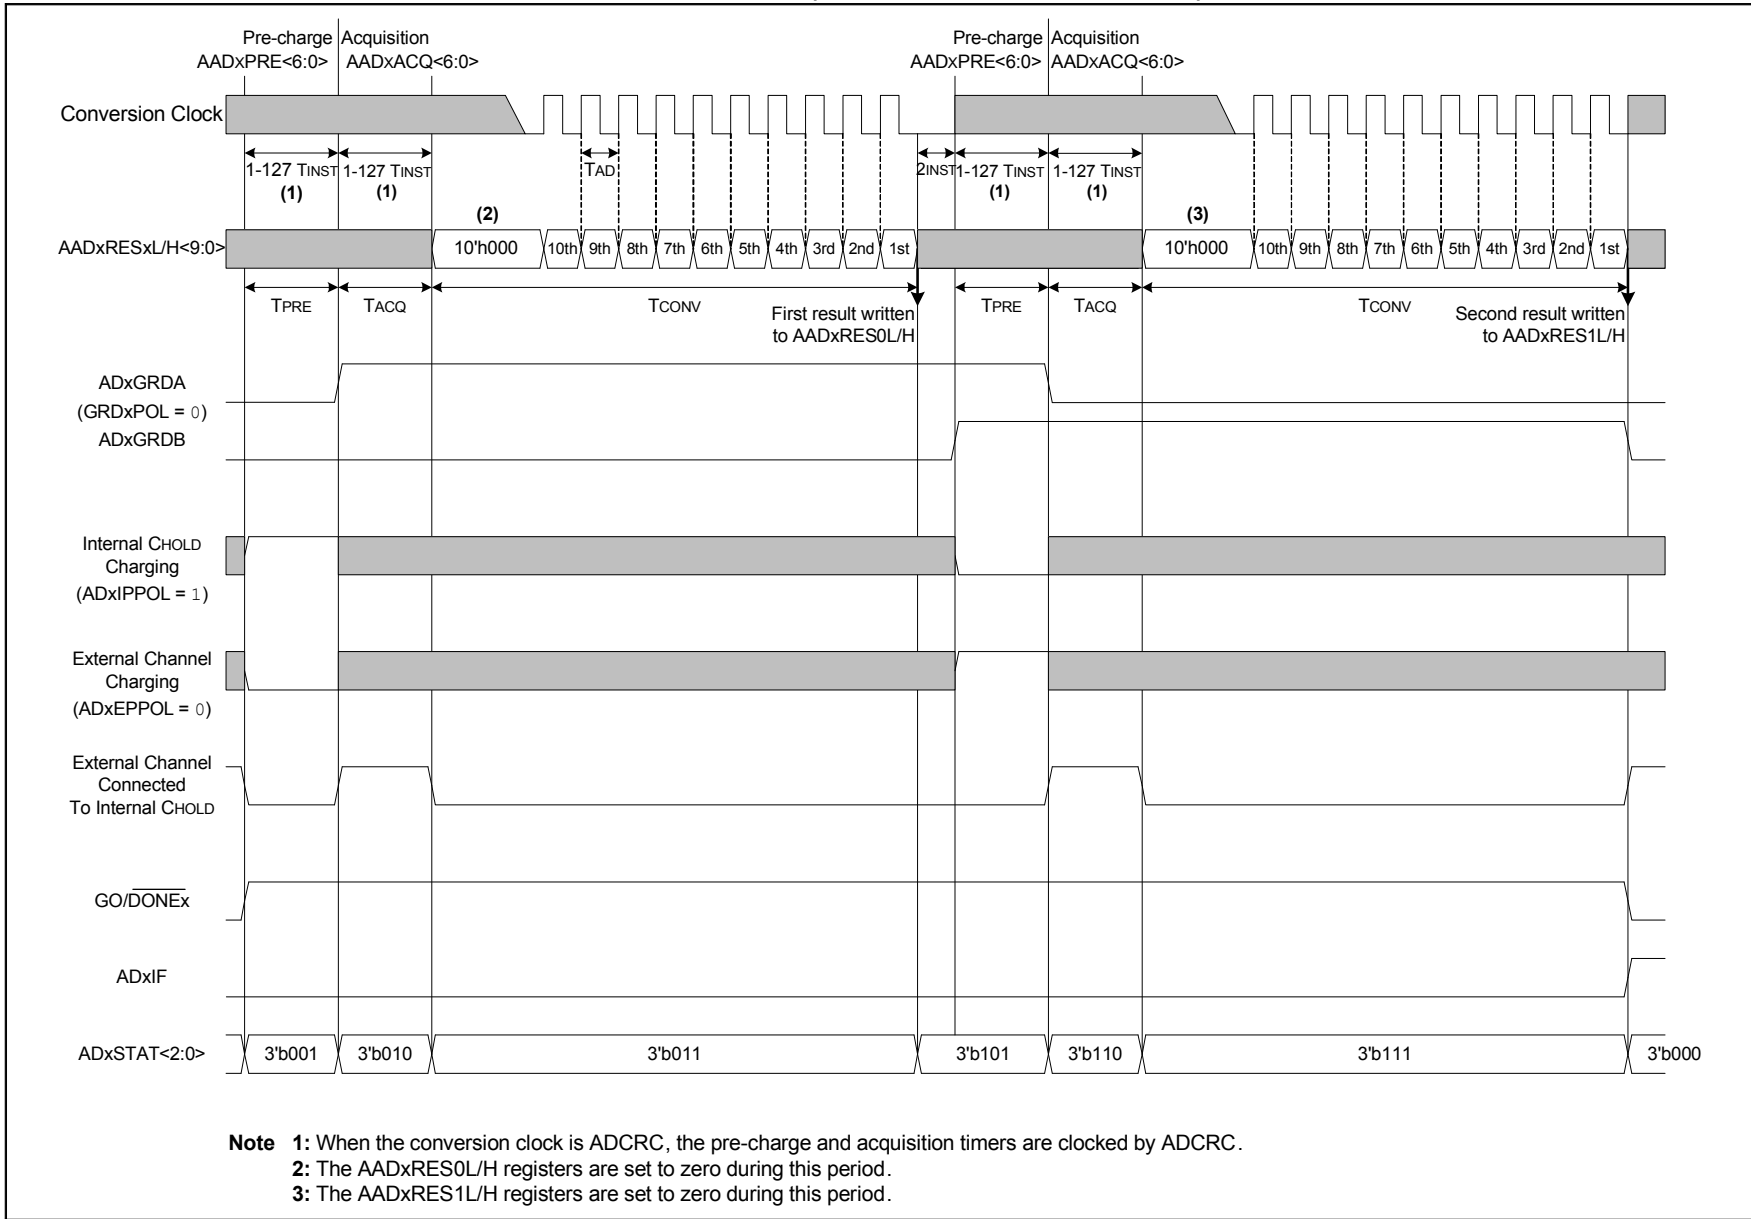 Pre-charge Acquisition Pre-charge Acquisition
AADxPRE<6:0> AADxACQ<6:0> AADxPRE<6:0> AADxACQ<6:0>
Conversion Clock
1-127 TINST 1-127 TINST TAD 2INST 1-127 TINST 1-127 TINST
(1) (1) (1) (1)
(2) (3)
AADxRESxL/H<9:0> 10'h000 10th 9th 8th 7th 6th 5th 4th 3rd 2nd 1st 10'h000 10th 9th 8th 7th 6th 5th 4th 3rd 2nd 1st
TPRE TACQ TCONV TPRE TACQ TCONV
First result written
to AADxRES0L/H
Second result written
to AADxRES1L/H
ADxGRDA
(GRDxPOL = 0)
ADxGRDB
Internal CHOLD
Charging
(ADxIPPOL = 1)
External Channel
Charging
(ADxEPPOL = 0)
External Channel
Connected
To Internal CHOLD
GO/DONEx
ADxIF
ADxSTAT<2:0> 3'b001 3'b010 3'b011 3'b101 3'b110 3'b111 3'b000
Note 1: When the conversion clock is ADCRC, the pre-charge and acquisition timers are clocked by ADCRC.
2: The AADxRES0L/H registers are set to zero during this period.
3: The AADxRES1L/H registers are set to zero during this period.